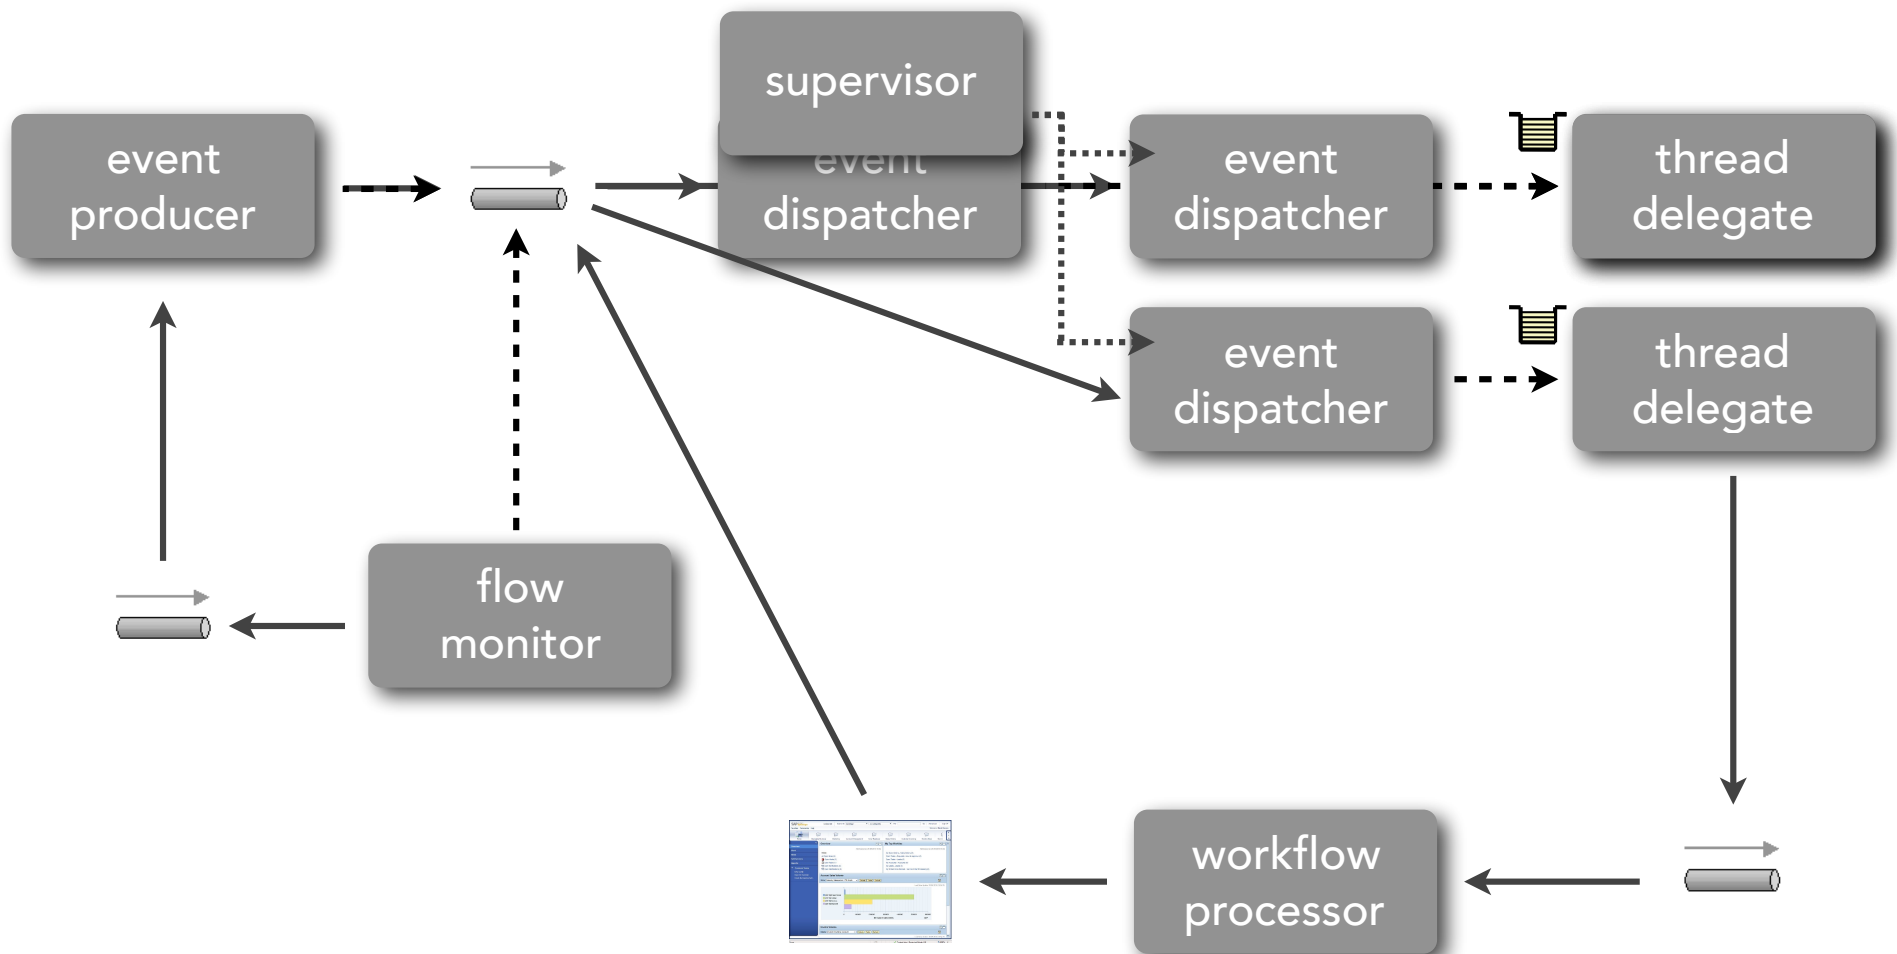 supervisor
event
producer
event
dispatcher
event
dispatcher
thread
delegate
event
dispatcher
thread
delegate
flow
monitor
workflow
processor